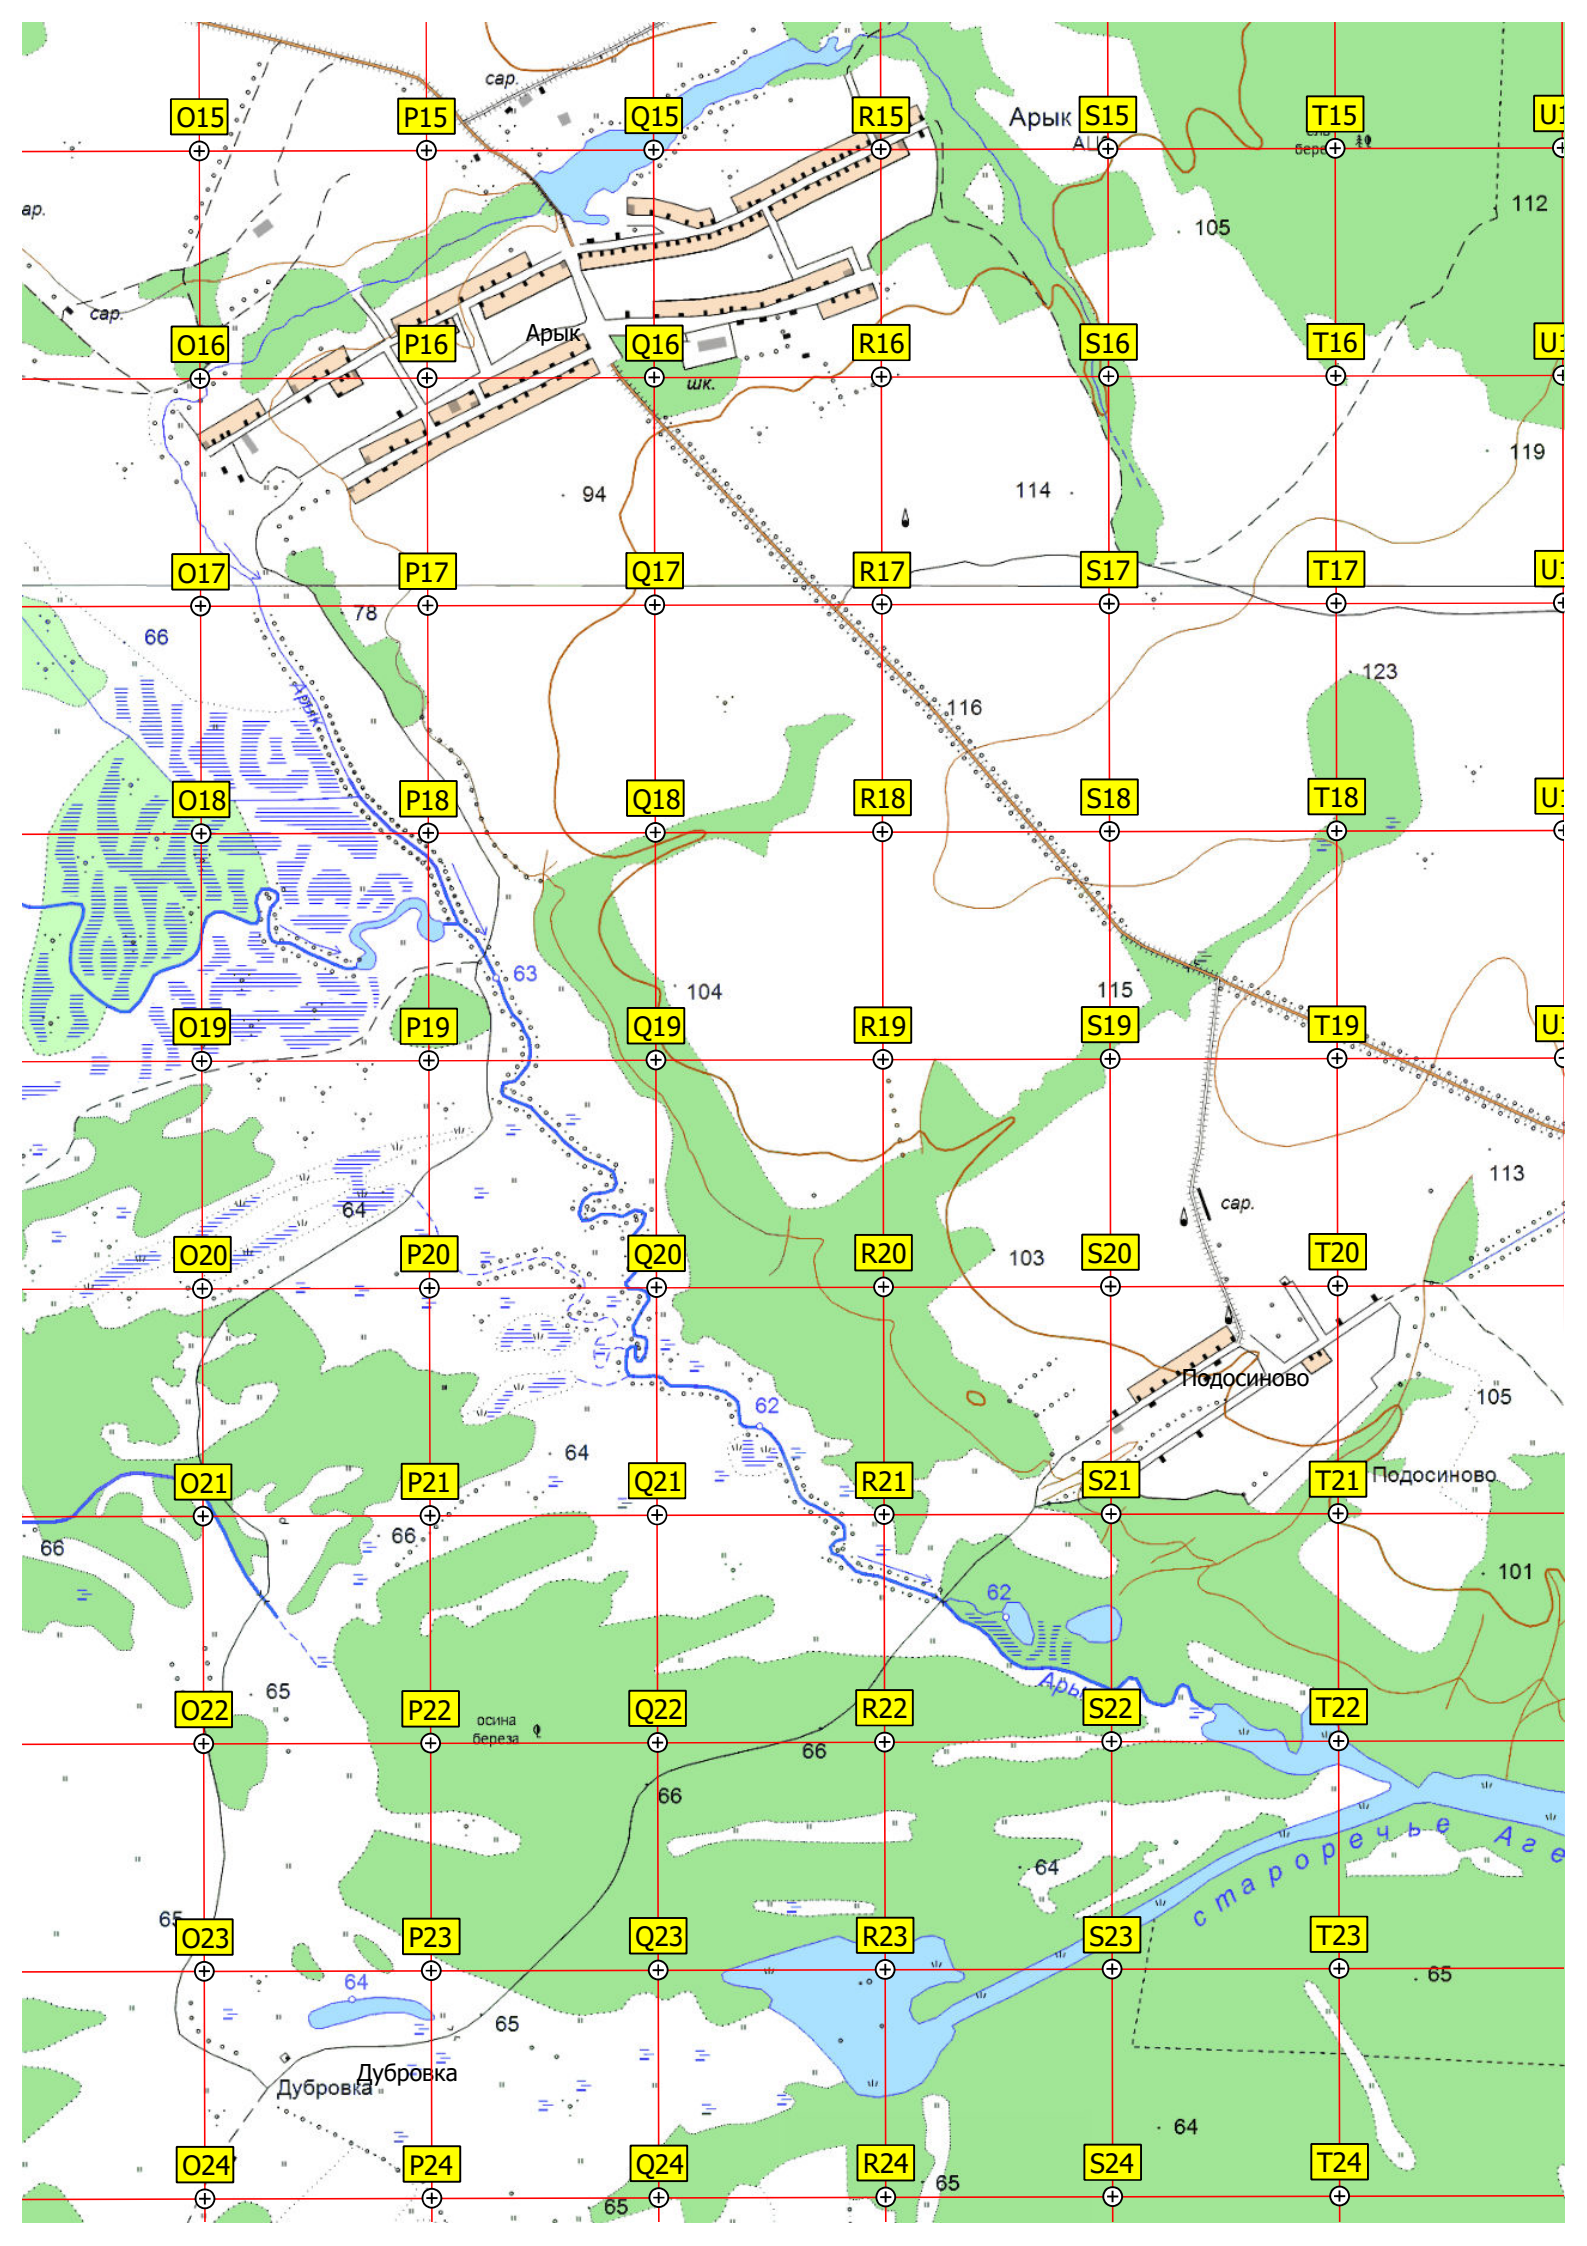 сар.
O15 P15 Q15 R15 Арык S15 T15
бере
112
ар.
105
сар.
O16 P16 Арык Q16 R16 S16 T16
шк.
119
94 114
O17 P17 Q17 R17 S17 T17
78
66
123
Арык
116
O18 P18 Q18 R18 S18 T18
63
104 115
O19 P19 Q19 R19 S19 T19
113
64 сар.
O20 P20 Q20 R20 103 S20 T20
Подосиново
62 105
64
O21 P21 Q21 R21 S21 T21 Подосиново
66 66
62 101
65
O22 P22 Q22 R22 S22 T22
осина
береза
66
66
старОречье Аге
64
65
O23 P23 Q23 R23 S23 T23
64 65
65
Дубровка
Дубровка
64
O24 P24 Q24 R24 S24 T24
65
65